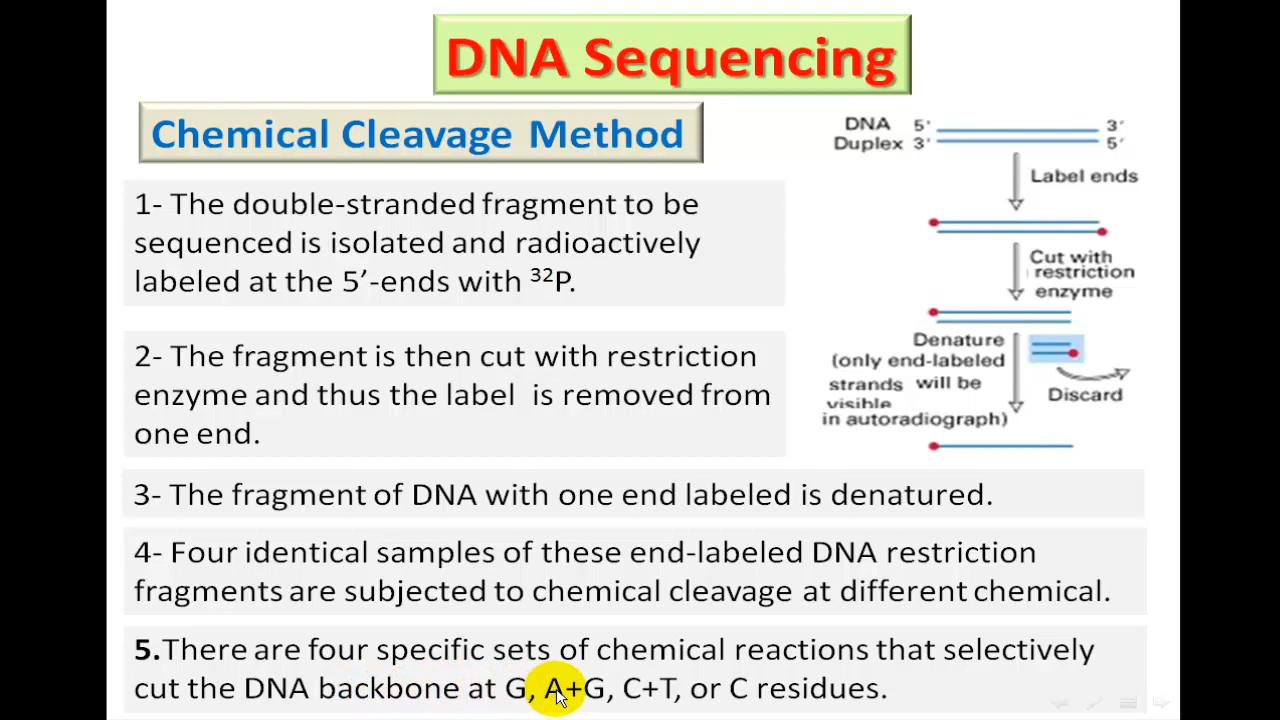 DNA Sequencing
Chemical Cleavage Method
1- The double-stranded fragment to be
sequenced is isolated and radioactively
labeled at the 5’-ends with ³²P.
2- The fragment is then cut with restriction
enzyme and thus the label is removed from
one end.
3- The fragment of DNA with one end labeled is denatured.
4- Four identical samples of these end-labeled DNA restriction
fragments are subjected to chemical cleavage at different chemical.
5.There are four specific sets of chemical reactions that selectively
cut the DNA backbone at G, A+G, C+T, or C residues.
DNA 5' 3'
Duplex 3' 5'
Label ends
Cut with
restriction
enzyme
Denature
(only end-labeled
strands will be
visible
in autoradiograph)
Discard